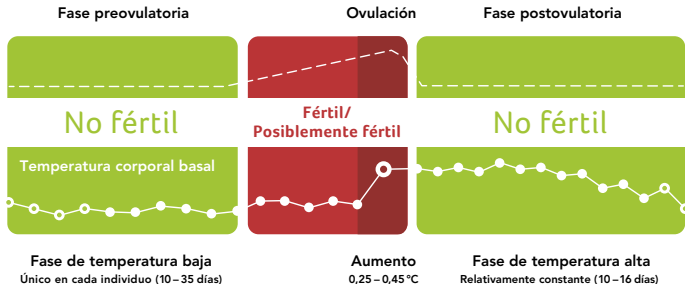 Fase preovulatoria
Ovulación
Fase postovulatoria
No fértil
Fértil/
Posiblemente fértil
No fértil
Temperatura corporal basal
Fase de temperatura baja
Único en cada individuo (10 – 35 días)
Aumento
0,25 – 0,45 °C
Fase de temperatura alta
Relativamente constante (10 – 16 días)